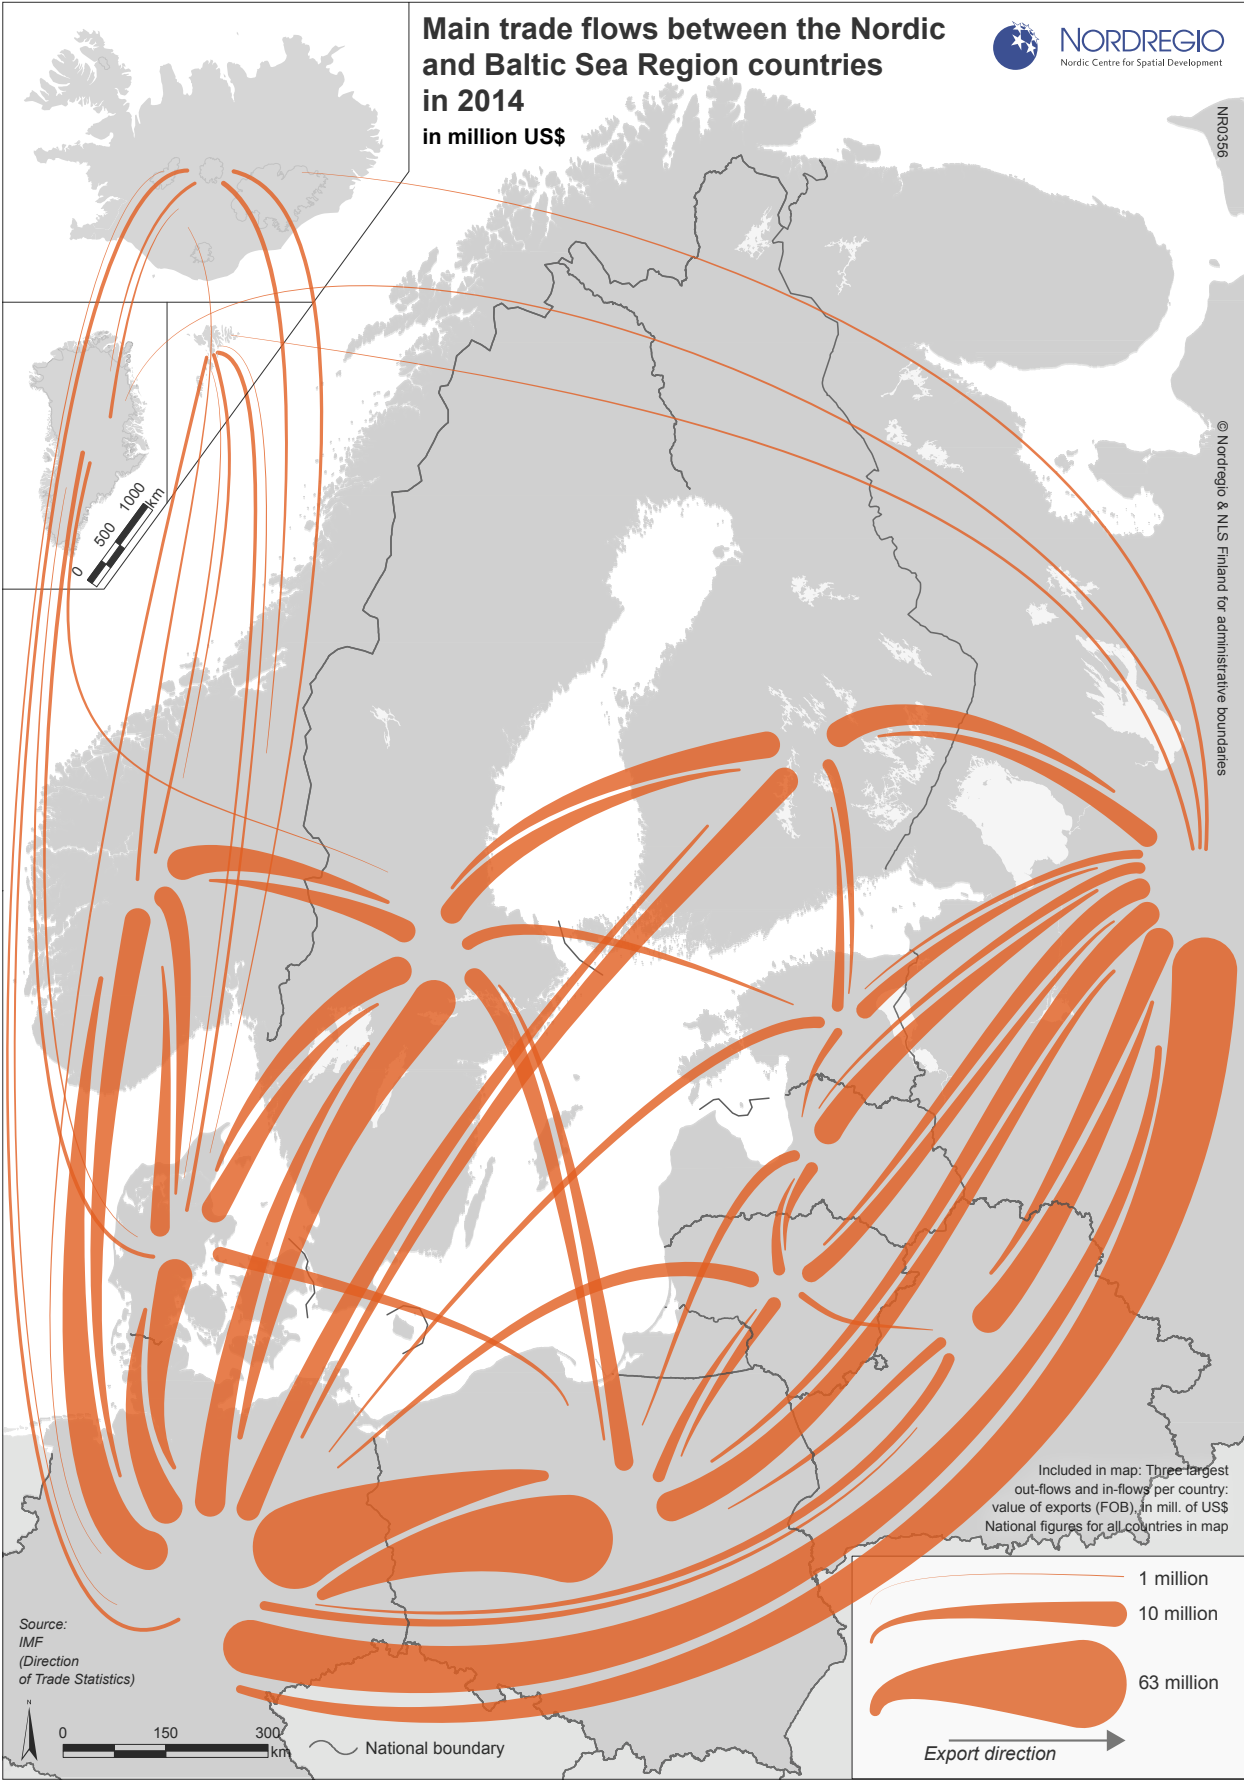 Main trade flows between the Nordic
and Baltic Sea Region countries
in 2014
in million US$
NORDREGIO
Nordic Centre for Spatial Development
NR0356
© Nordregio & NLS Finland for administrative boundaries
0 500 1000
km
Included in map: Three largest
out-flows and in-flows per country:
value of exports (FOB), in mill. of US$
National figures for all countries in map
1 million
10 million
63 million
Export direction
Source:
IMF
(Direction
of Trade Statistics)
N
0 150 300
km
National boundary